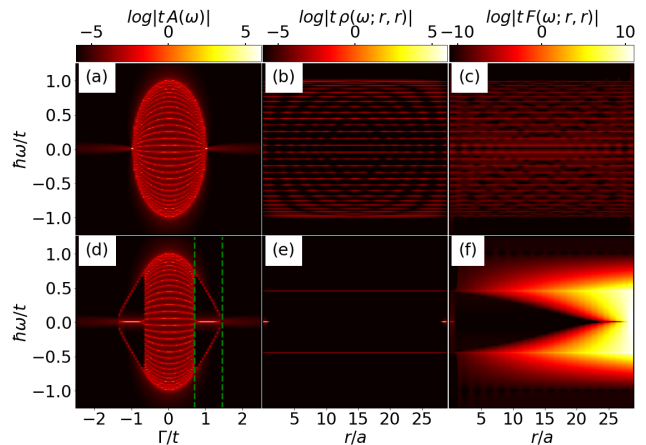 log|t A(ω)| log|t ρ(ω; r, r)| log|t F(ω; r, r)|
−5 0 5 −5 0 5 −10 0 10
(a) (b) (c)
1.0
0.5
0.0
−0.5
−1.0
ħω/t
(d) (e) (f)
1.0
0.5
0.0
−0.5
−1.0
ħω/t
−2 −1 0 1 2 5 10 15 20 25 5 10 15 20 25
Γ/t r/a r/a